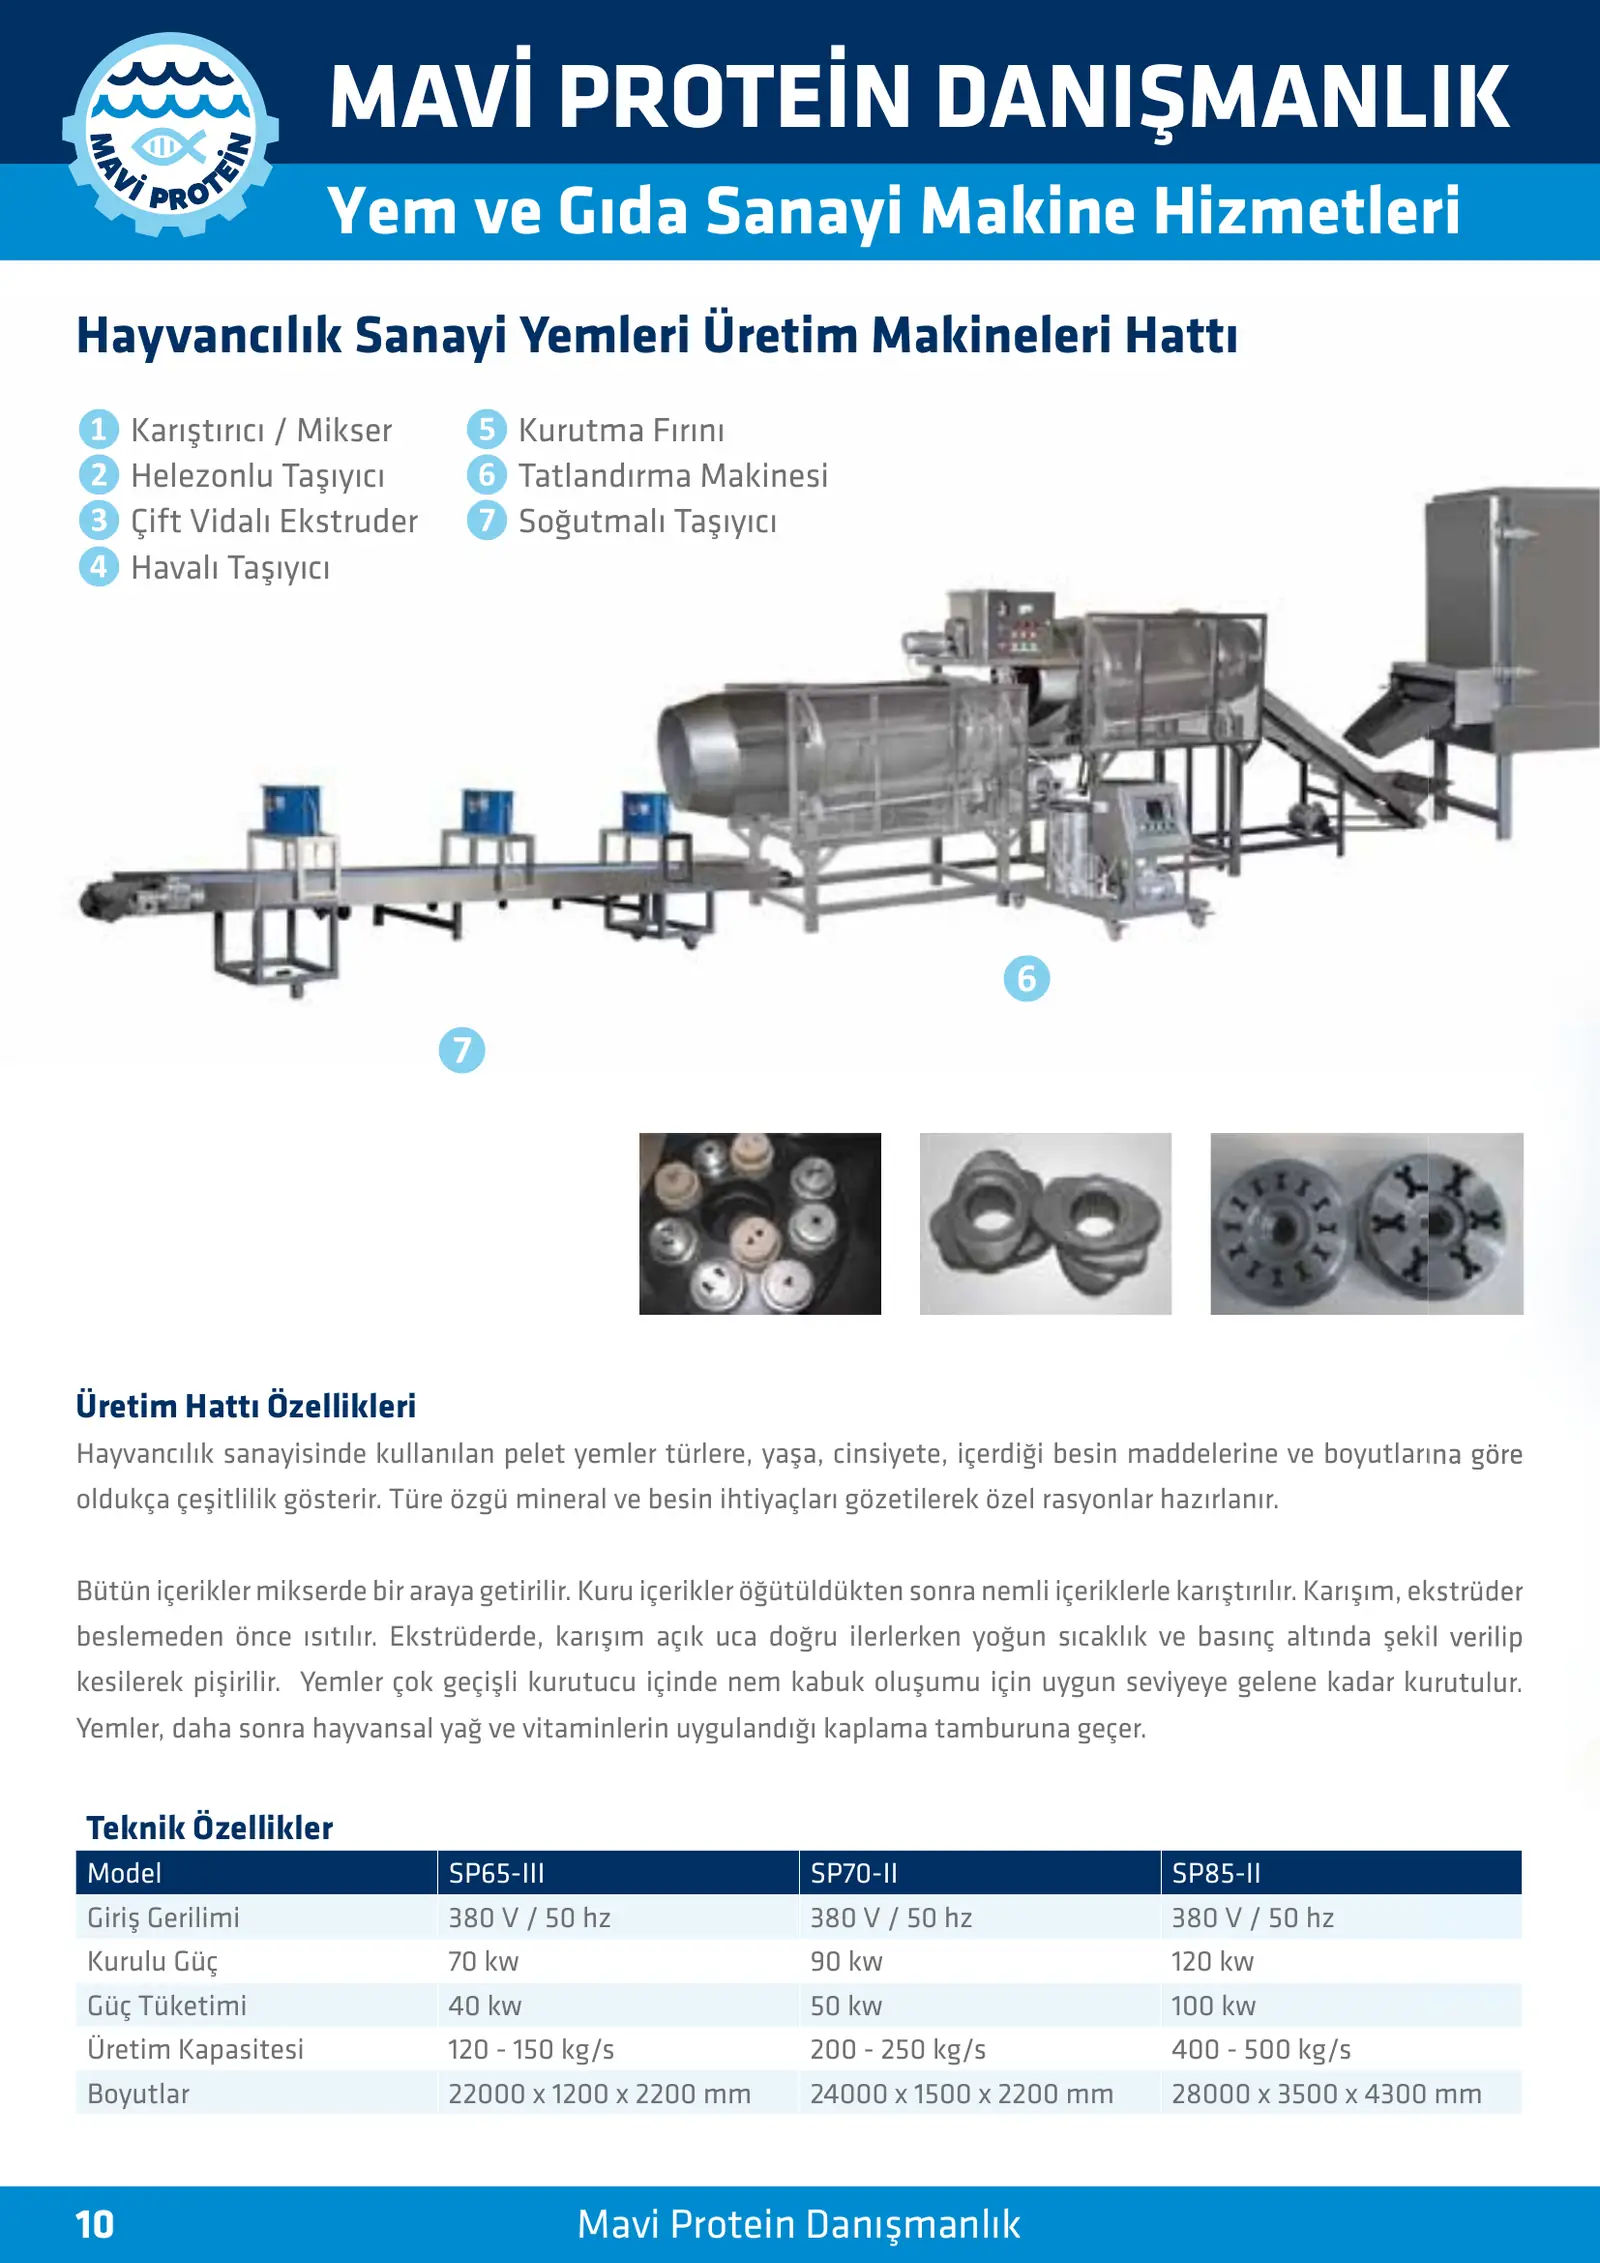 MAVİ PROTEİN
MAVİ PROTEİN DANIŞMANLIK
Yem ve Gıda Sanayi Makine Hizmetleri
Hayvancılık Sanayi Yemleri Üretim Makineleri Hattı
1 Karıştırıcı / Mikser
2 Helezonlu Taşıyıcı
3 Çift Vidalı Ekstruder
4 Havalı Taşıyıcı
5 Kurutma Fırını
6 Tatlandırma Makinesi
7 Soğutmalı Taşıyıcı
6
7
Üretim Hattı Özellikleri
Hayvancılık sanayisinde kullanılan pelet yemler türlere, yaşa, cinsiyete, içerdiği besin maddelerine ve boyutlarına göre
oldukça çeşitlilik gösterir. Türe özgü mineral ve besin ihtiyaçları gözetilerek özel rasyonlar hazırlanır.
Bütün içerikler mikserde bir araya getirilir. Kuru içerikler öğütüldükten sonra nemli içeriklerle karıştırılır. Karışım, ekstrüder
beslemeden önce ısıtılır. Ekstrüderde, karışım açık uca doğru ilerlerken yoğun sıcaklık ve basınç altında şekil verilip
kesilerek pişirilir. Yemler çok geçişli kurutucu içinde nem kabuk oluşumu için uygun seviyeye gelene kadar kurutulur.
Yemler, daha sonra hayvansal yağ ve vitaminlerin uygulandığı kaplama tamburuna geçer.
Teknik Özellikler
Model SP65-III SP70-II SP85-II
Giriş Gerilimi 380 V / 50 hz 380 V / 50 hz 380 V / 50 hz
Kurulu Güç 70 kw 90 kw 120 kw
Güç Tüketimi 40 kw 50 kw 100 kw
Üretim Kapasitesi 120 - 150 kg/s 200 - 250 kg/s 400 - 500 kg/s
Boyutlar 22000 x 1200 x 2200 mm 24000 x 1500 x 2200 mm 28000 x 3500 x 4300 mm
10 Mavi Protein Danışmanlık